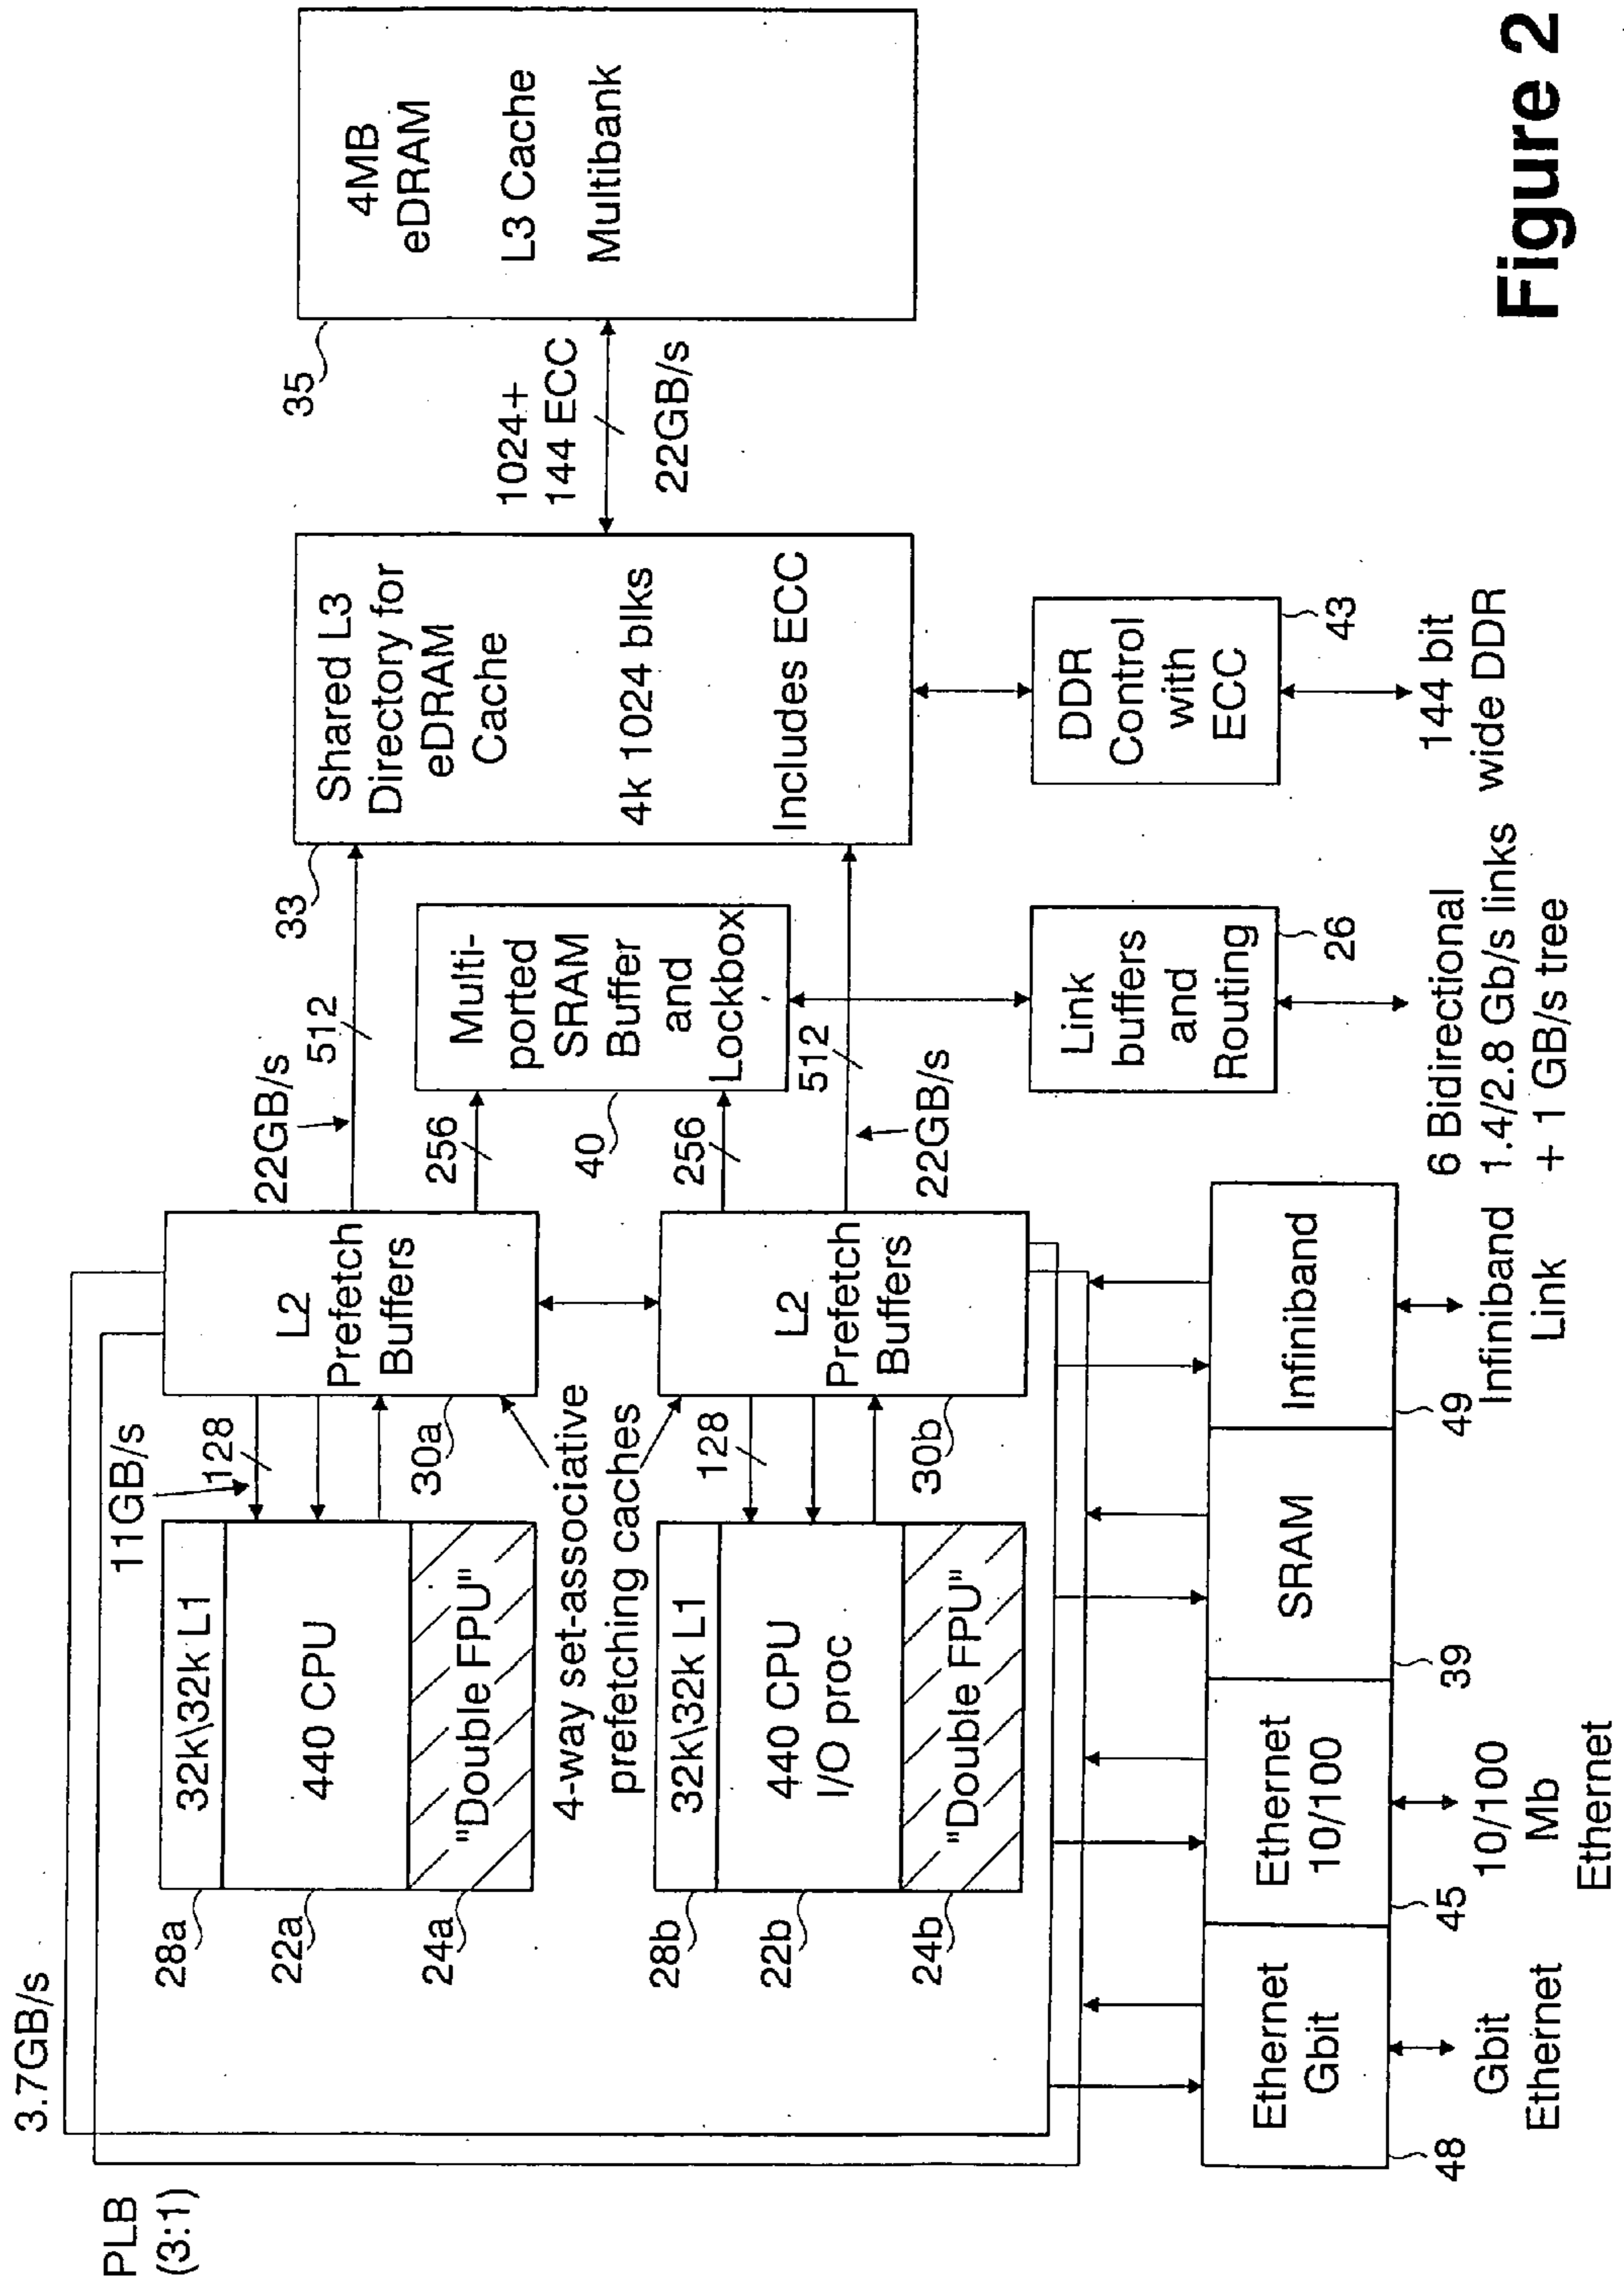 PLB
(3:1)
3.7GB/s
11GB/s
128
28a
32k\32k L1
22a
440 CPU
24a
"Double FPU"
30a
L2
Prefetch
Buffers
4-way set-associative
prefetching caches
128
28b
32k\32k L1
22b
440 CPU
I/O proc
24b
"Double FPU"
30b
L2
Prefetch
Buffers
22GB/s
512
256
40
Multi-
ported
SRAM
Buffer
and
Lockbox
256
512
22GB/s
33
Shared L3
Directory for
eDRAM
Cache
4k 1024 blks
Includes ECC
1024+
144 ECC
22GB/s
35
4MB
eDRAM
L3 Cache
Multibank
48
Ethernet
Gbit
45
Ethernet
10/100
39
SRAM
49
Infiniband
26
Link
buffers
and
Routing
43
DDR
Control
with
ECC
Gbit
Ethernet
10/100
Mb
Ethernet
Infiniband
Link
6 Bidirectional
1.4/2.8 Gb/s links
+ 1 GB/s tree
144 bit
wide DDR
Figure 2